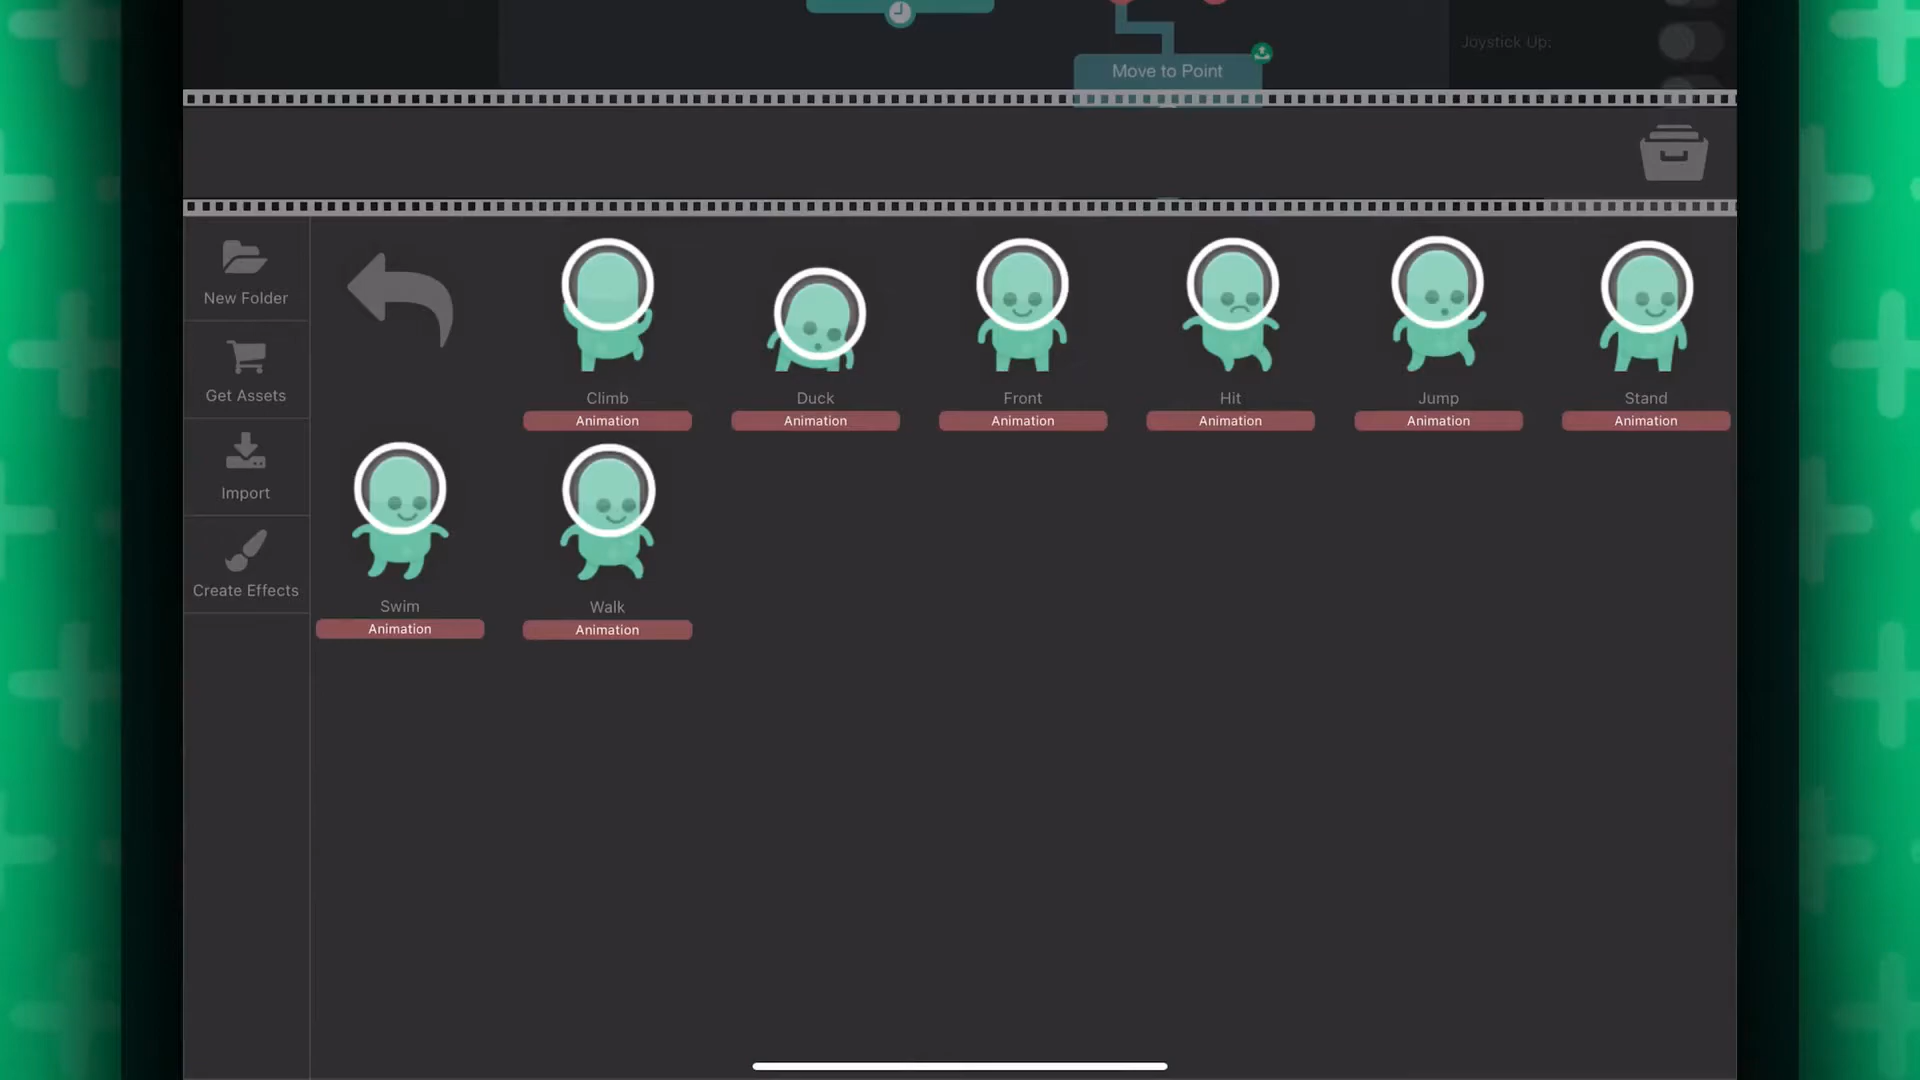 Joystick Up:
Move to Point
New Folder
Get Assets
Import
Create Effects
Climb
Animation
Duck
Animation
Front
Animation
Hit
Animation
Jump
Animation
Stand
Animation
Swim
Animation
Walk
Animation